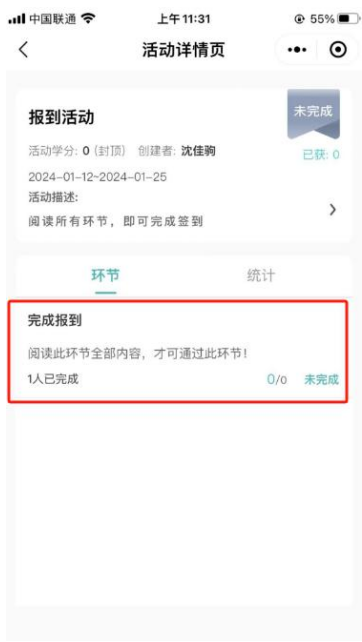 中国联通 上午11:31 55%
活动详情页
报到活动 未完成
活动学分: 0 (封顶) 创建者: 沈佳驹 已获: 0
2024-01-12~2024-01-25
活动描述:
阅读所有环节，即可完成签到
环节 统计
完成报到
阅读此环节全部内容，才可通过此环节!
1人已完成 0/0 未完成